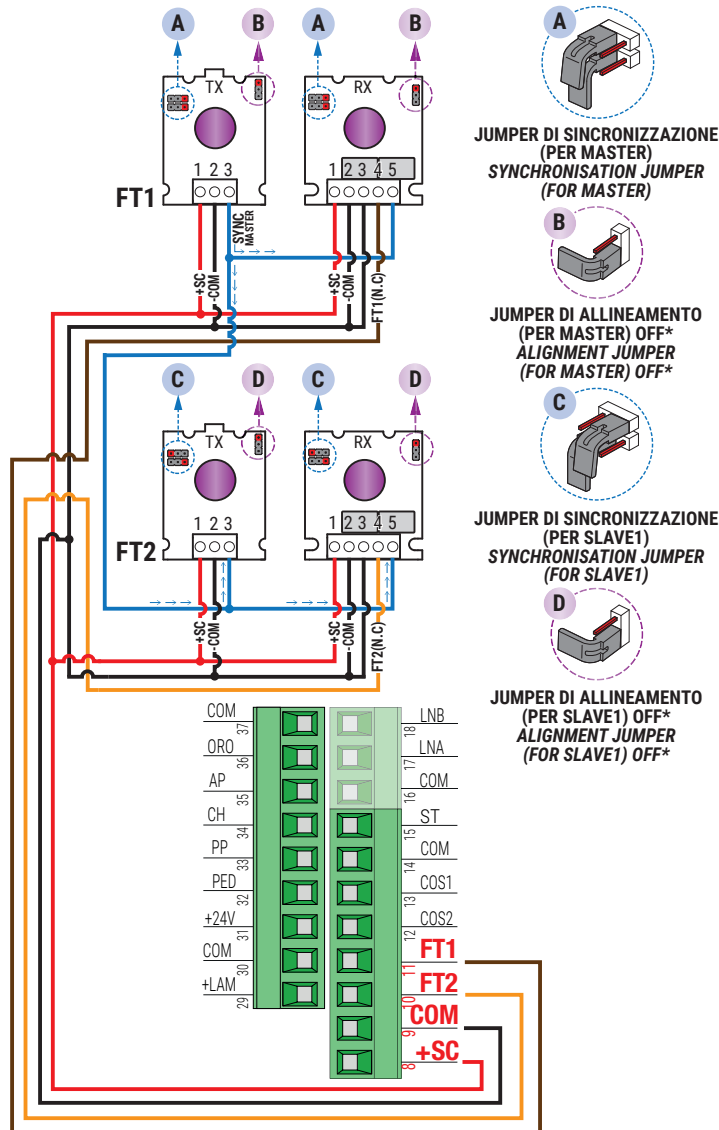 A
B
A
B
TX
RX
1 2 3
1 2 3 4 5
FT1
SYNC
MASTER
+SC
-COM
+SC
-COM
FT1(N.C)
C
D
C
D
TX
RX
1 2 3
1 2 3 4 5
FT2
+SC
-COM
+SC
-COM
FT2(N.C)
A
JUMPER DI SINCRONIZZAZIONE
(PER MASTER)
SYNCHRONISATION JUMPER
(FOR MASTER)
B
JUMPER DI ALLINEAMENTO
(PER MASTER) OFF*
ALIGNMENT JUMPER
(FOR MASTER) OFF*
C
JUMPER DI SINCRONIZZAZIONE
(PER SLAVE1)
SYNCHRONISATION JUMPER
(FOR SLAVE1)
D
JUMPER DI ALLINEAMENTO
(PER SLAVE1) OFF*
ALIGNMENT JUMPER
(FOR SLAVE1) OFF*
COM 37
ORO 36
AP 35
CH 34
PP 33
PED 32
+24V 31
COM 30
+LAM 29
LNB 18
LNA 17
COM 16
ST 15
COM 14
COS1 13
COS2 12
FT1 11
FT2 10
COM 9
+SC 8